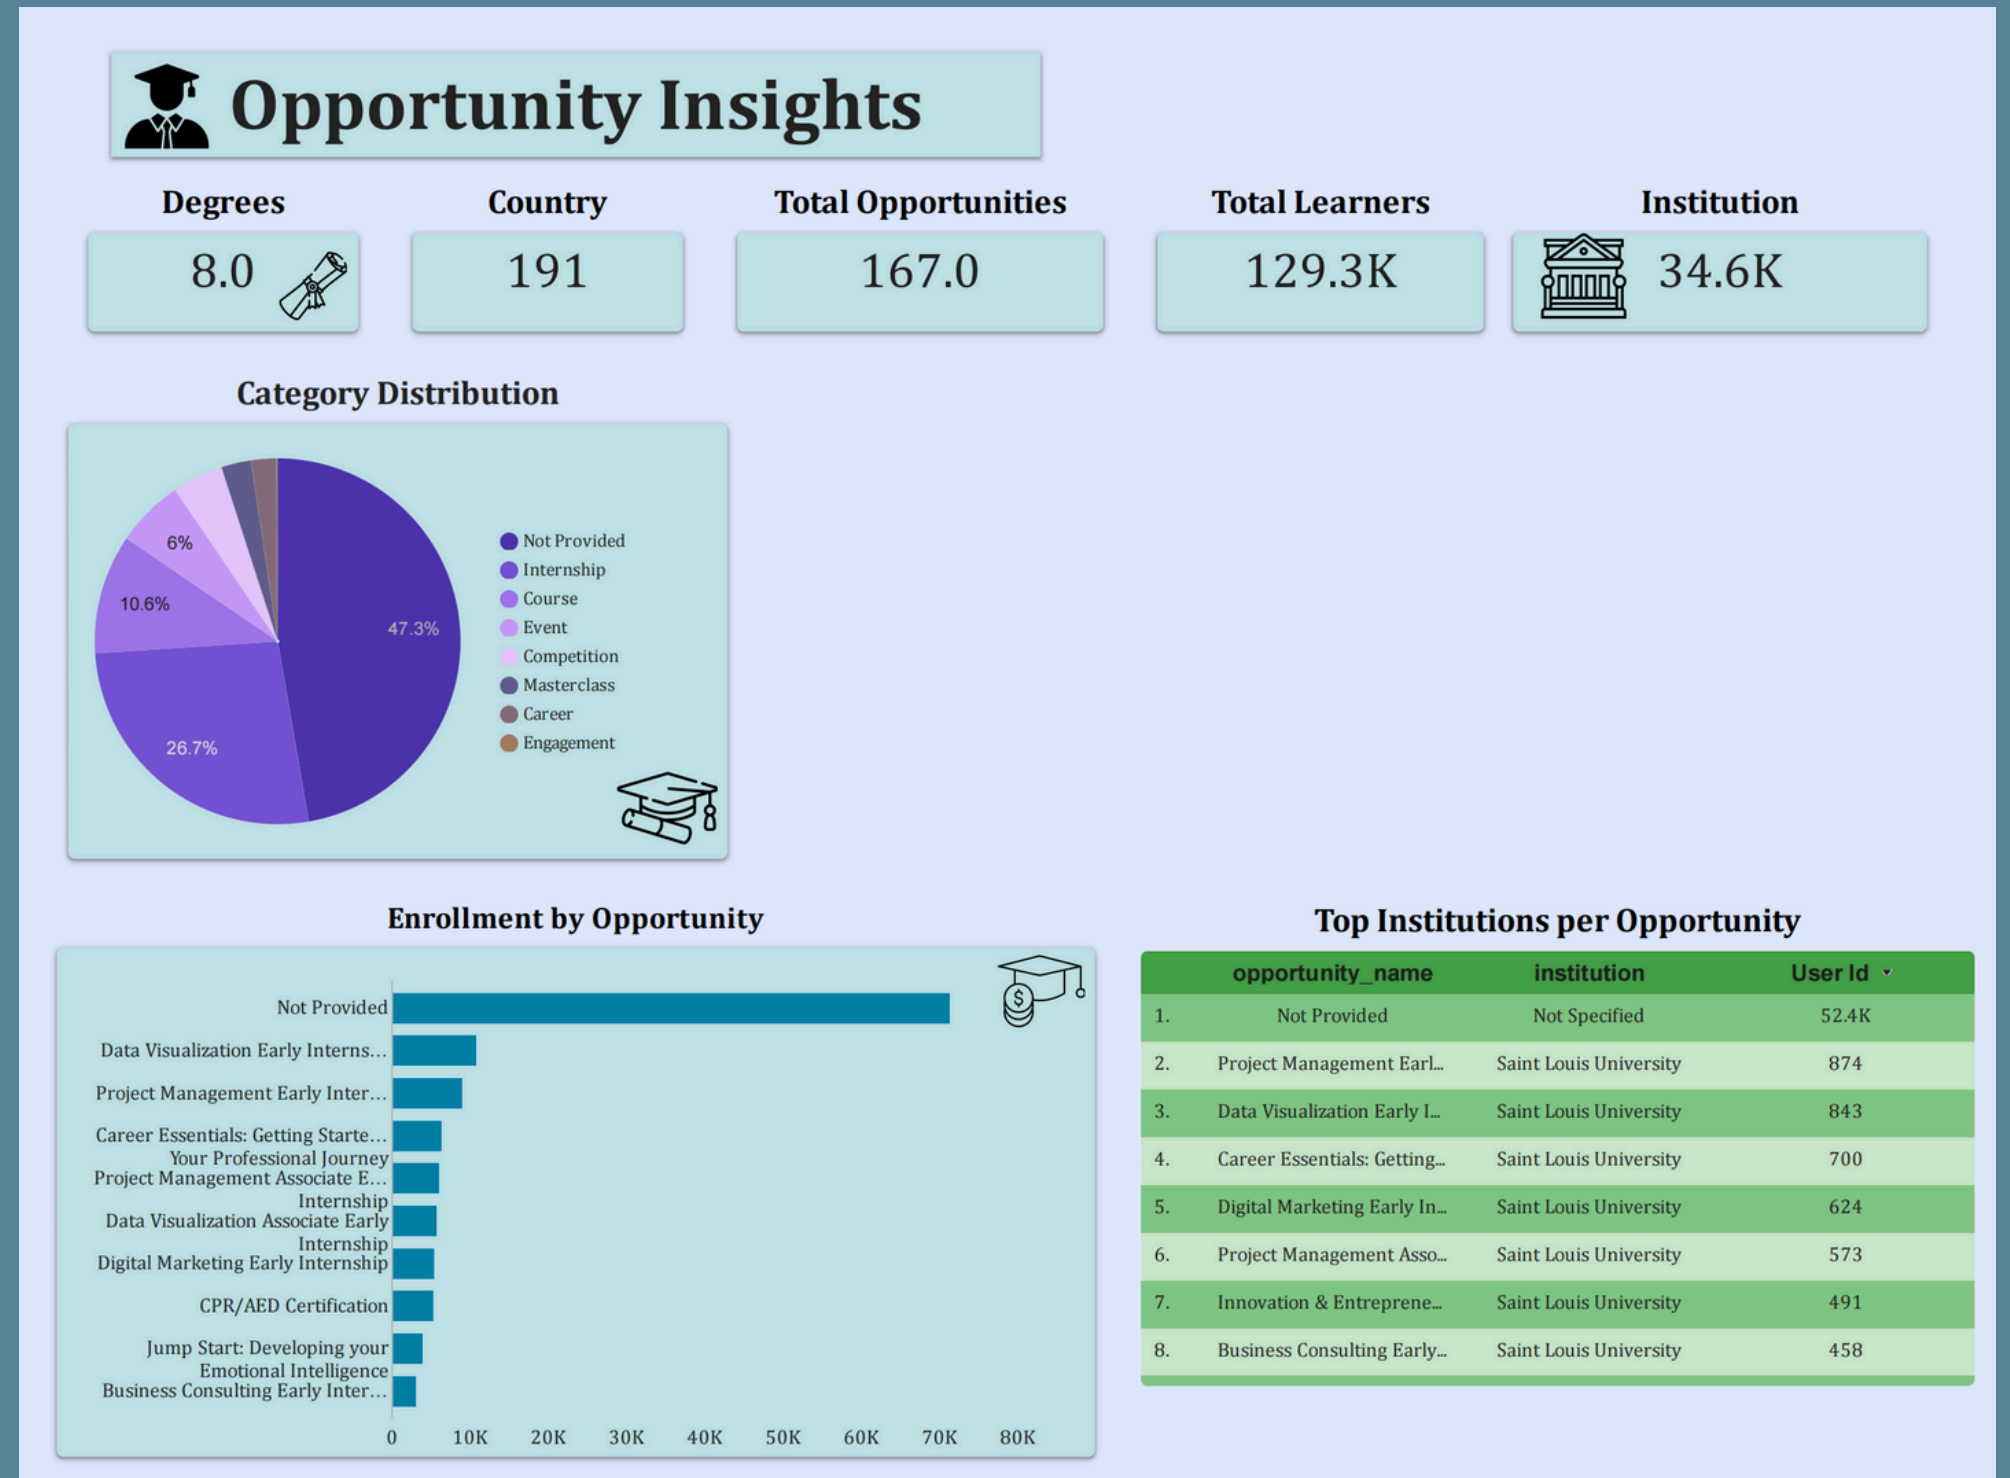 Opportunity Insights
Degrees
Country
Total Opportunities
Total Learners
Institution
8.0
191
167.0
129.3K
34.6K
Category Distribution
47.3%
26.7%
10.6%
6%
Not Provided
Internship
Course
Event
Competition
Masterclass
Career
Engagement
Enrollment by Opportunity
Not Provided
Data Visualization Early Interns...
Project Management Early Inter...
Career Essentials: Getting Starte...
Your Professional Journey
Project Management Associate E...
Internship
Data Visualization Associate Early
Internship
Digital Marketing Early Internship
CPR/AED Certification
Jump Start: Developing your
Emotional Intelligence
Business Consulting Early Inter...
0 10K 20K 30K 40K 50K 60K 70K 80K
$
Top Institutions per Opportunity
opportunity_name institution User Id
1. Not Provided Not Specified 52.4K
2. Project Management Earl... Saint Louis University 874
3. Data Visualization Early I... Saint Louis University 843
4. Career Essentials: Getting... Saint Louis University 700
5. Digital Marketing Early In... Saint Louis University 624
6. Project Management Asso... Saint Louis University 573
7. Innovation & Entreprene... Saint Louis University 491
8. Business Consulting Early... Saint Louis University 458